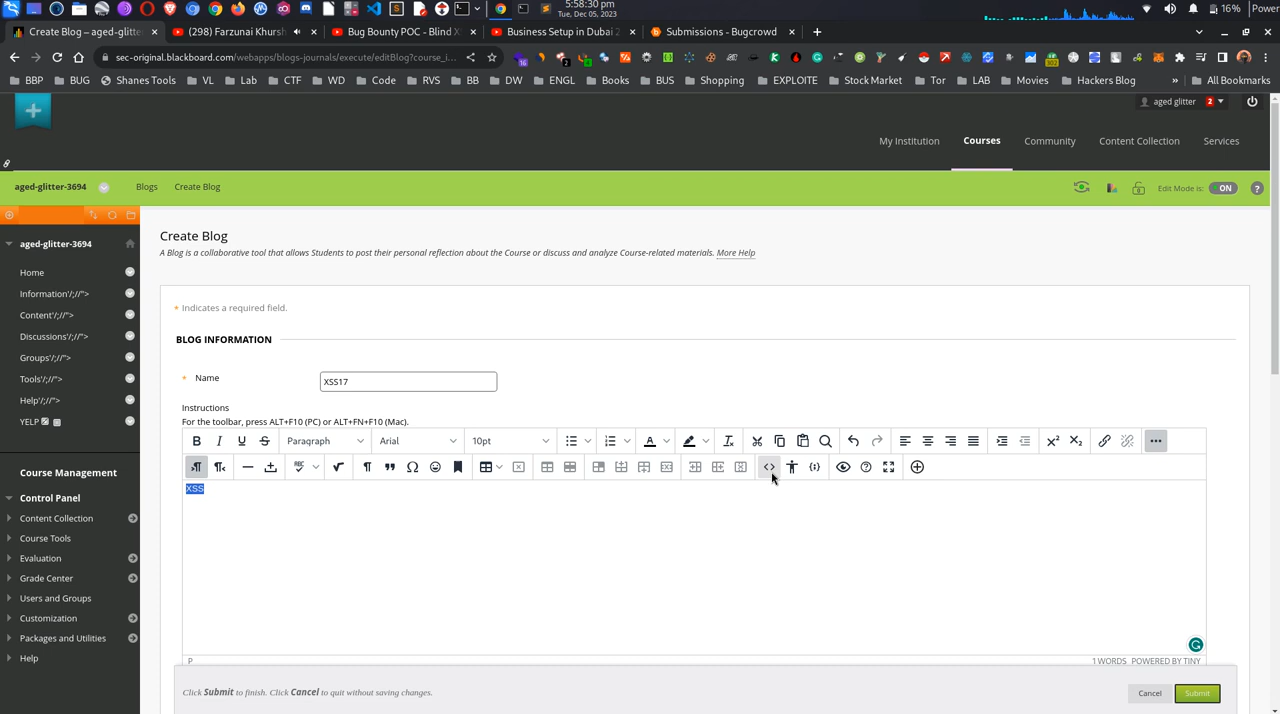 5:58:30 pm
Tue, Dec 05, 2023
16%
Power
Create Blog – aged-glitte
(298) Farzunai Khursh
Bug Bounty POC - Blind X
Business Setup in Dubai 2
Submissions - Bugcrowd
sec-original.blackboard.com/webapps/blogs-journals/execute/editBlog?course_i...
BBP
BUG
Shanes Tools
VL
Lab
CTF
WD
Code
RVS
BB
DW
ENGL
Books
BUS
Shopping
EXPLOITE
Stock Market
Tor
LAB
Movies
Hackers Blog
»
All Bookmarks
aged glitter
2
My Institution
Courses
Community
Content Collection
Services
aged-glitter-3694
Blogs
Create Blog
Edit Mode is:
ON
?
aged-glitter-3694
Home
Information'/;//">
Content'/;//">
Discussions'/;//">
Groups'/;//">
Tools'/;//">
Help'/;//">
YELP
Course Management
Control Panel
Content Collection
Course Tools
Evaluation
Grade Center
Users and Groups
Customization
Packages and Utilities
Help
Create Blog
A Blog is a collaborative tool that allows Students to post their personal reflection about the Course or discuss and analyze Course-related materials. More Help
* Indicates a required field.
BLOG INFORMATION
* Name
XSS17
Instructions
For the toolbar, press ALT+F10 (PC) or ALT+FN+F10 (Mac).
B I U S Paragraph Arial 10pt
XSS
P
1 WORDS POWERED BY TINY
Click Submit to finish. Click Cancel to quit without saving changes.
Cancel
Submit